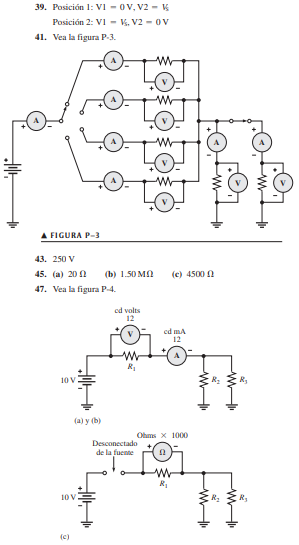 39. Posición 1: V1 = 0 V, V2 = Vs
Posición 2: V1 = Vs, V2 = 0 V
41. Vea la figura P-3.
A
V
A
A
V
A
V
A
V
A
A
V
V
▲ FIGURA P–3
43. 250 V
45. (a) 20 Ω (b) 1.50 MΩ (c) 4500 Ω
47. Vea la figura P-4.
cd volts
12
V
cd mA
12
A
R1
10 V
R2
R3
(a) y (b)
Ohms × 1000
Desconectado
de la fuente
Ω
R1
10 V
R2
R3
(c)